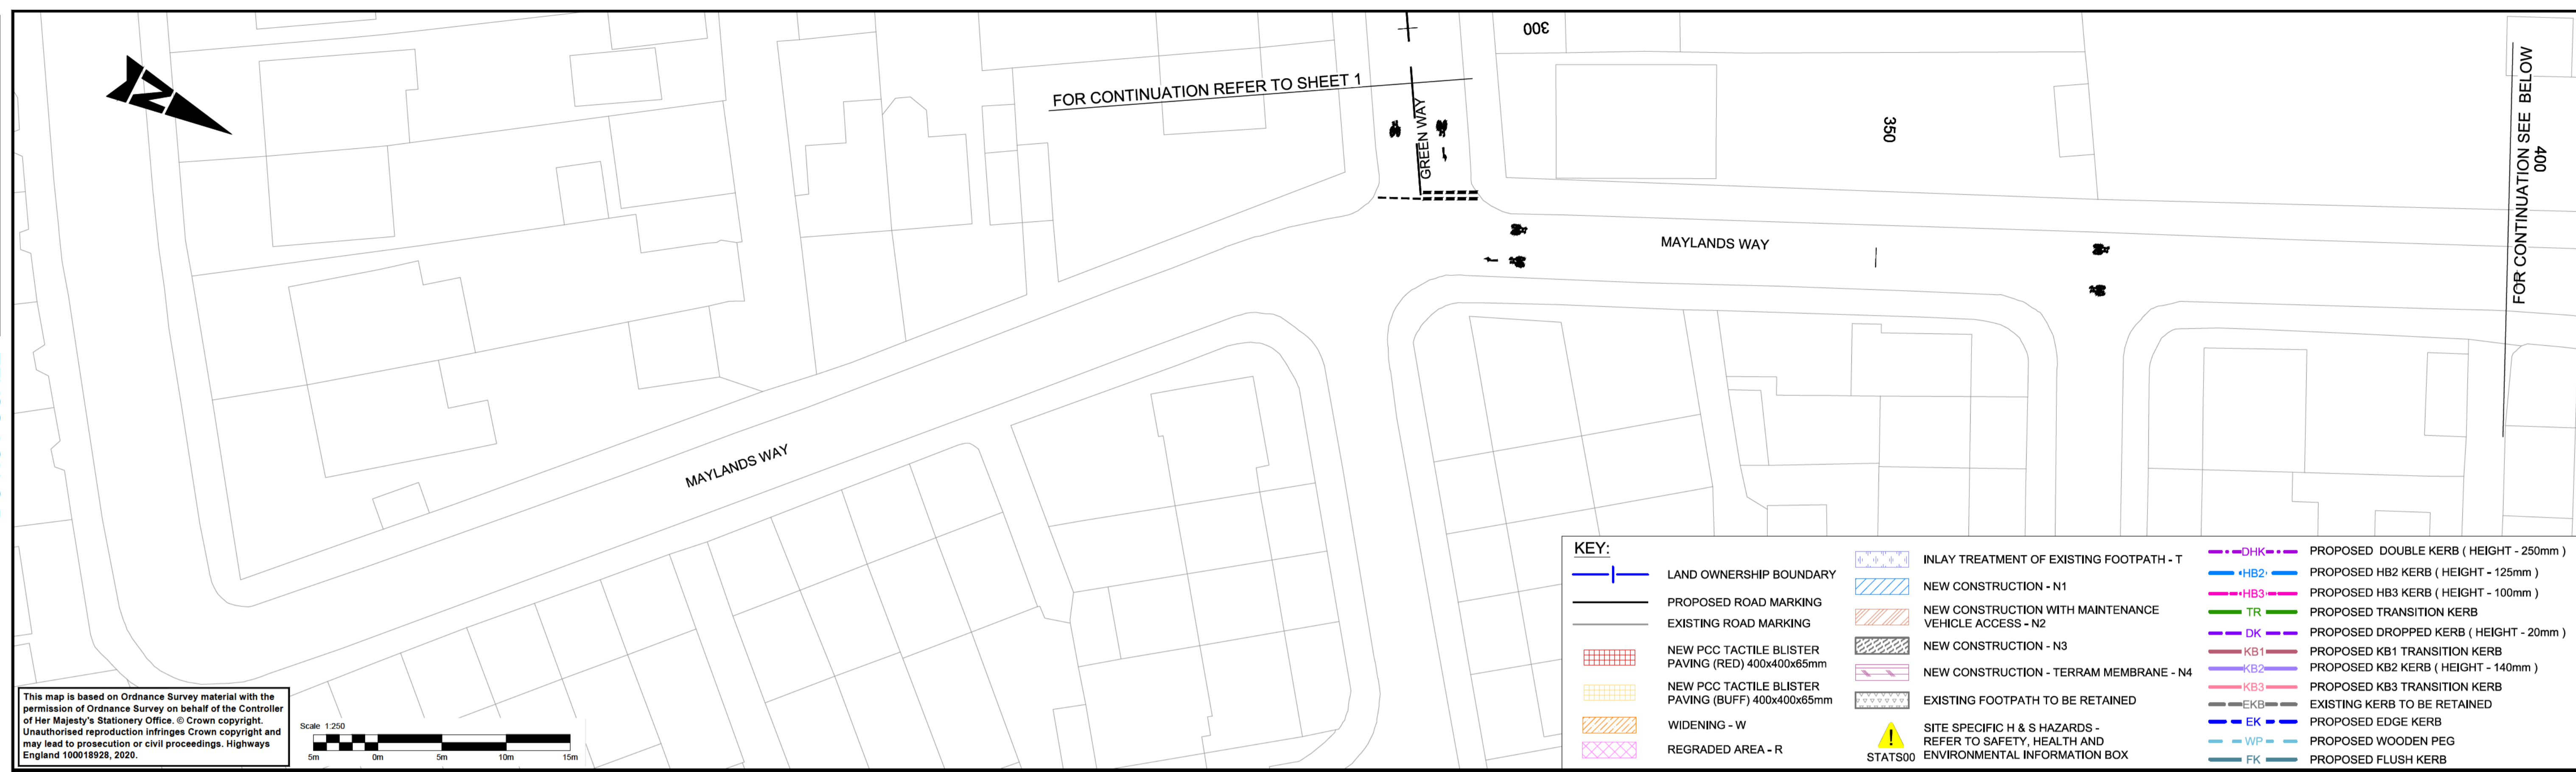 N
FOR CONTINUATION REFER TO SHEET 1
GREEN WAY
300
350
400
FOR CONTINUATION SEE BELOW
MAYLANDS WAY
MAYLANDS WAY
This map is based on Ordnance Survey material with the
permission of Ordnance Survey on behalf of the Controller
of Her Majesty's Stationery Office. © Crown copyright.
Unauthorised reproduction infringes Crown copyright and
may lead to prosecution or civil proceedings. Highways
England 100018928, 2020.
Scale 1:250
5m 0m 5m 10m 15m
KEY:
LAND OWNERSHIP BOUNDARY
PROPOSED ROAD MARKING
EXISTING ROAD MARKING
NEW PCC TACTILE BLISTER
PAVING (RED) 400x400x65mm
NEW PCC TACTILE BLISTER
PAVING (BUFF) 400x400x65mm
WIDENING - W
REGRADED AREA - R
INLAY TREATMENT OF EXISTING FOOTPATH - T
NEW CONSTRUCTION - N1
NEW CONSTRUCTION WITH MAINTENANCE
VEHICLE ACCESS - N2
NEW CONSTRUCTION - N3
NEW CONSTRUCTION - TERRAM MEMBRANE - N4
EXISTING FOOTPATH TO BE RETAINED
!
STATS00
SITE SPECIFIC H & S HAZARDS -
REFER TO SAFETY, HEALTH AND
ENVIRONMENTAL INFORMATION BOX
DHK PROPOSED DOUBLE KERB ( HEIGHT - 250mm )
HB2 PROPOSED HB2 KERB ( HEIGHT - 125mm )
HB3 PROPOSED HB3 KERB ( HEIGHT - 100mm )
TR PROPOSED TRANSITION KERB
DK PROPOSED DROPPED KERB ( HEIGHT - 20mm )
KB1 PROPOSED KB1 TRANSITION KERB
KB2 PROPOSED KB2 KERB ( HEIGHT - 140mm )
KB3 PROPOSED KB3 TRANSITION KERB
EKB EXISTING KERB TO BE RETAINED
EK PROPOSED EDGE KERB
WP PROPOSED WOODEN PEG
FK PROPOSED FLUSH KERB